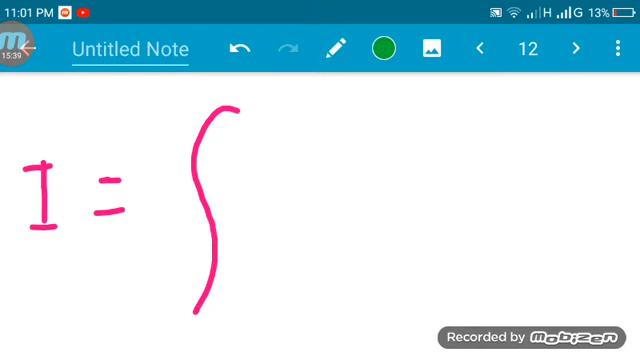 11:01 PM H G 13%
m 15:39 Untitled Note 12
I = ∫
Recorded by mobizen